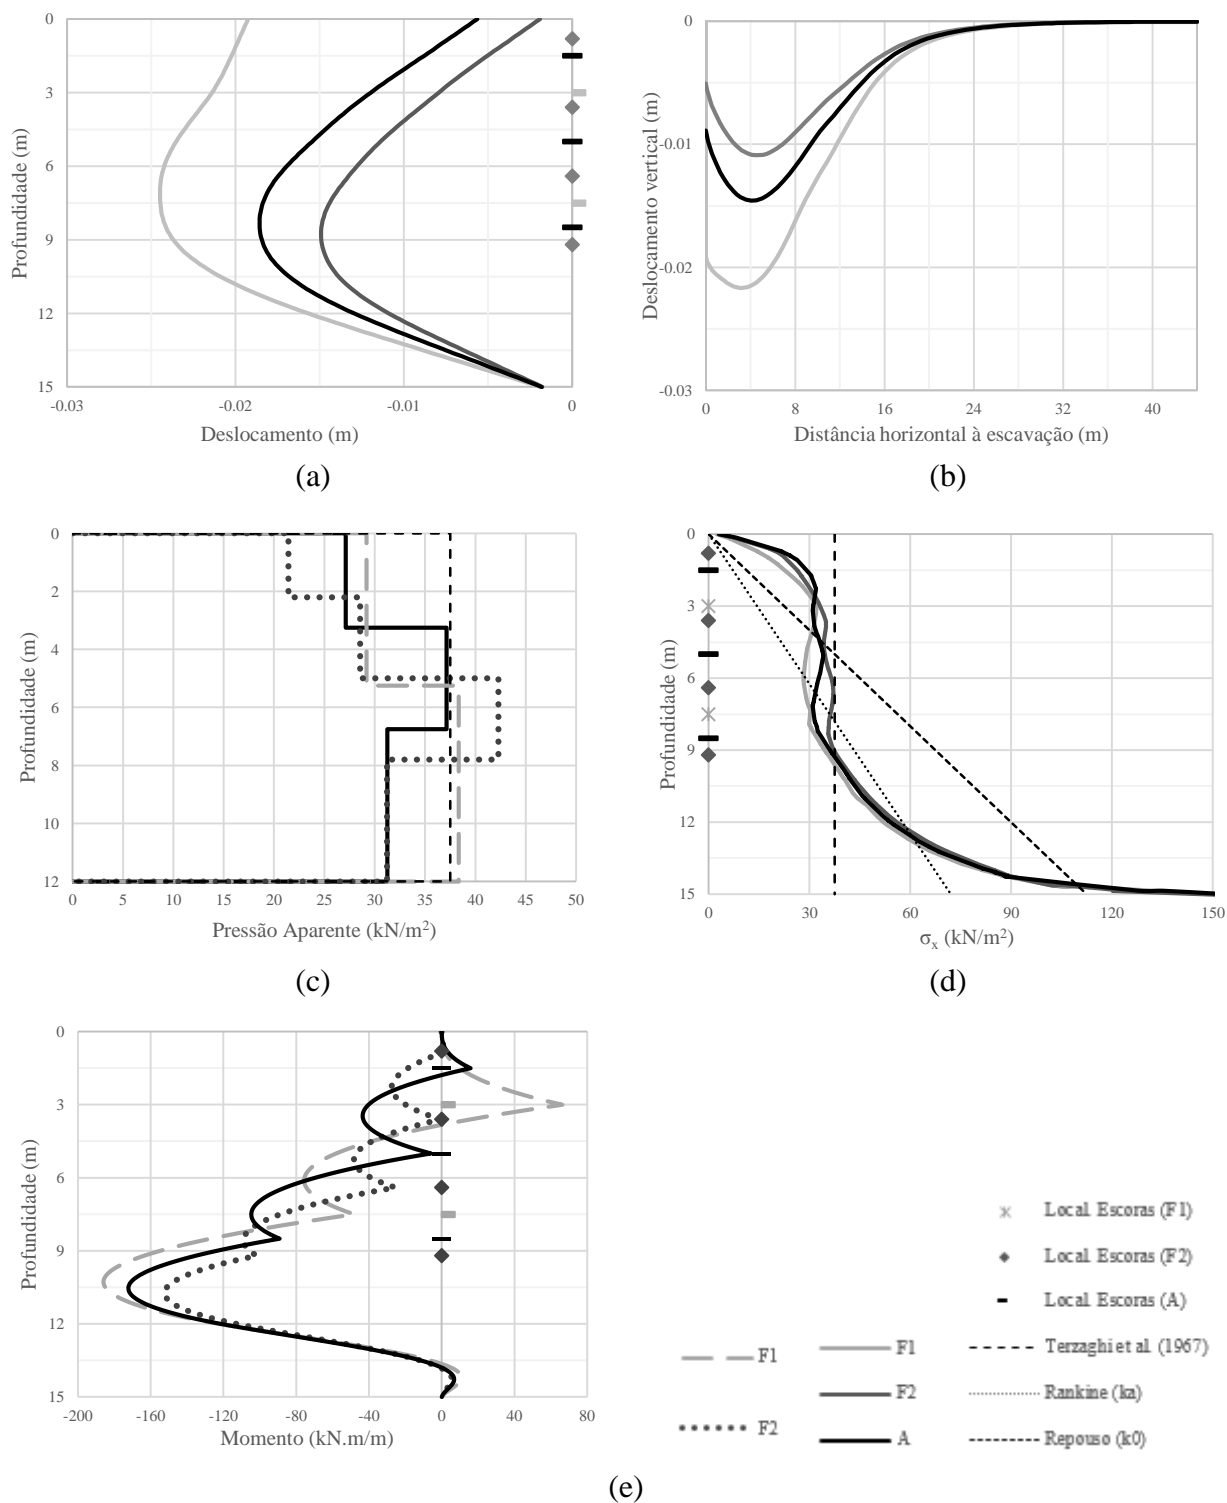 0
3
6
9
12
15
Profundidade (m)
-0.03
-0.02
-0.01
0
Deslocamento (m)
(a)
0
-0.01
-0.02
-0.03
Deslocamento vertical (m)
0
8
16
24
32
40
Distância horizontal à escavação (m)
(b)
0
2
4
6
8
10
12
Profundidade (m)
0
5
10
15
20
25
30
35
40
45
50
Pressão Aparente (kN/m²)
(c)
0
3
6
9
12
15
Profundidade (m)
0
30
60
90
120
150
σx (kN/m²)
(d)
0
3
6
9
12
15
Profundidade (m)
-200
-160
-120
-80
-40
0
40
80
Momento (kN.m/m)
F1
F2
F1
F2
A
Local. Escoras (F1)
Local. Escoras (F2)
Local. Escoras (A)
Terzaghi et al. (1967)
Rankine (ka)
Repouso (k0)
(e)